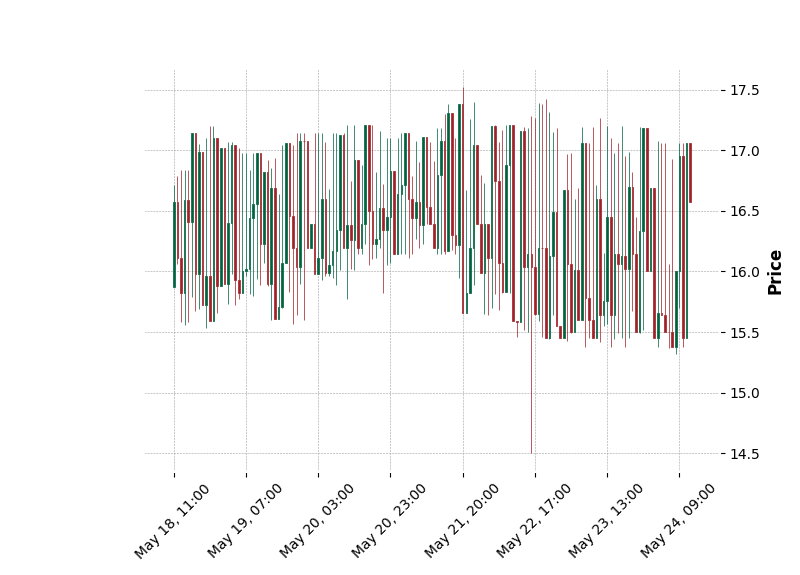 17.5
17.0
16.5
16.0
15.5
15.0
14.5
Price
May 18, 11:00
May 19, 07:00
May 20, 03:00
May 20, 23:00
May 21, 20:00
May 22, 17:00
May 23, 13:00
May 24, 09:00